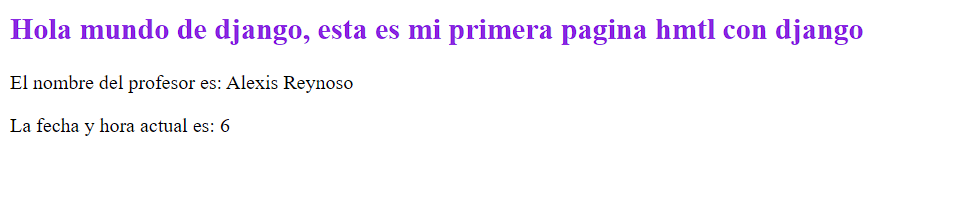 Hola mundo de django, esta es mi primera pagina hmtl con django
El nombre del profesor es: Alexis Reynoso
La fecha y hora actual es: 6